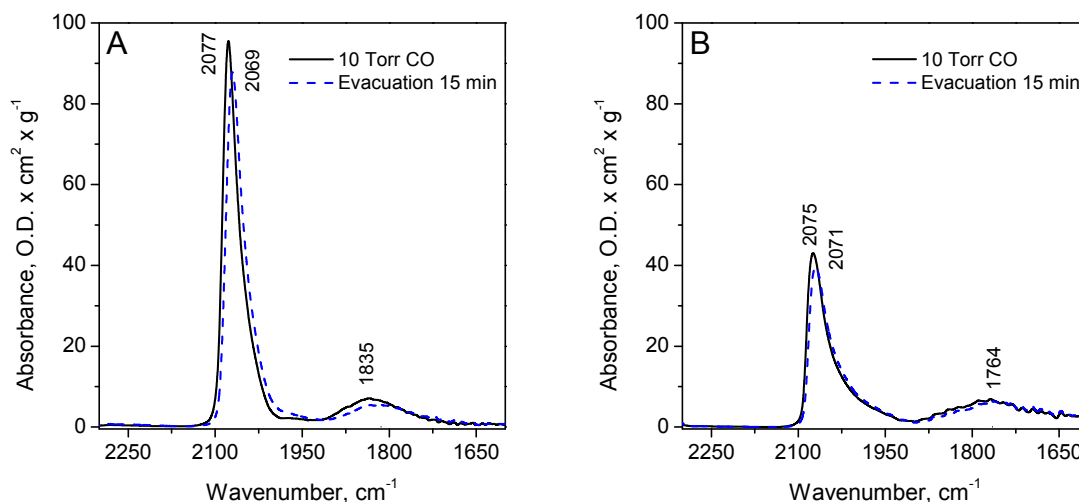 A
2077
2069
10 Torr CO
Evacuation 15 min
1835
100
80
60
40
20
0
Absorbance, O.D. x cm² x g⁻¹
2250 2100 1950 1800 1650
Wavenumber, cm⁻¹
B
2075
2071
10 Torr CO
Evacuation 15 min
1764
100
80
60
40
20
0
Absorbance, O.D. x cm² x g⁻¹
2250 2100 1950 1800 1650
Wavenumber, cm⁻¹